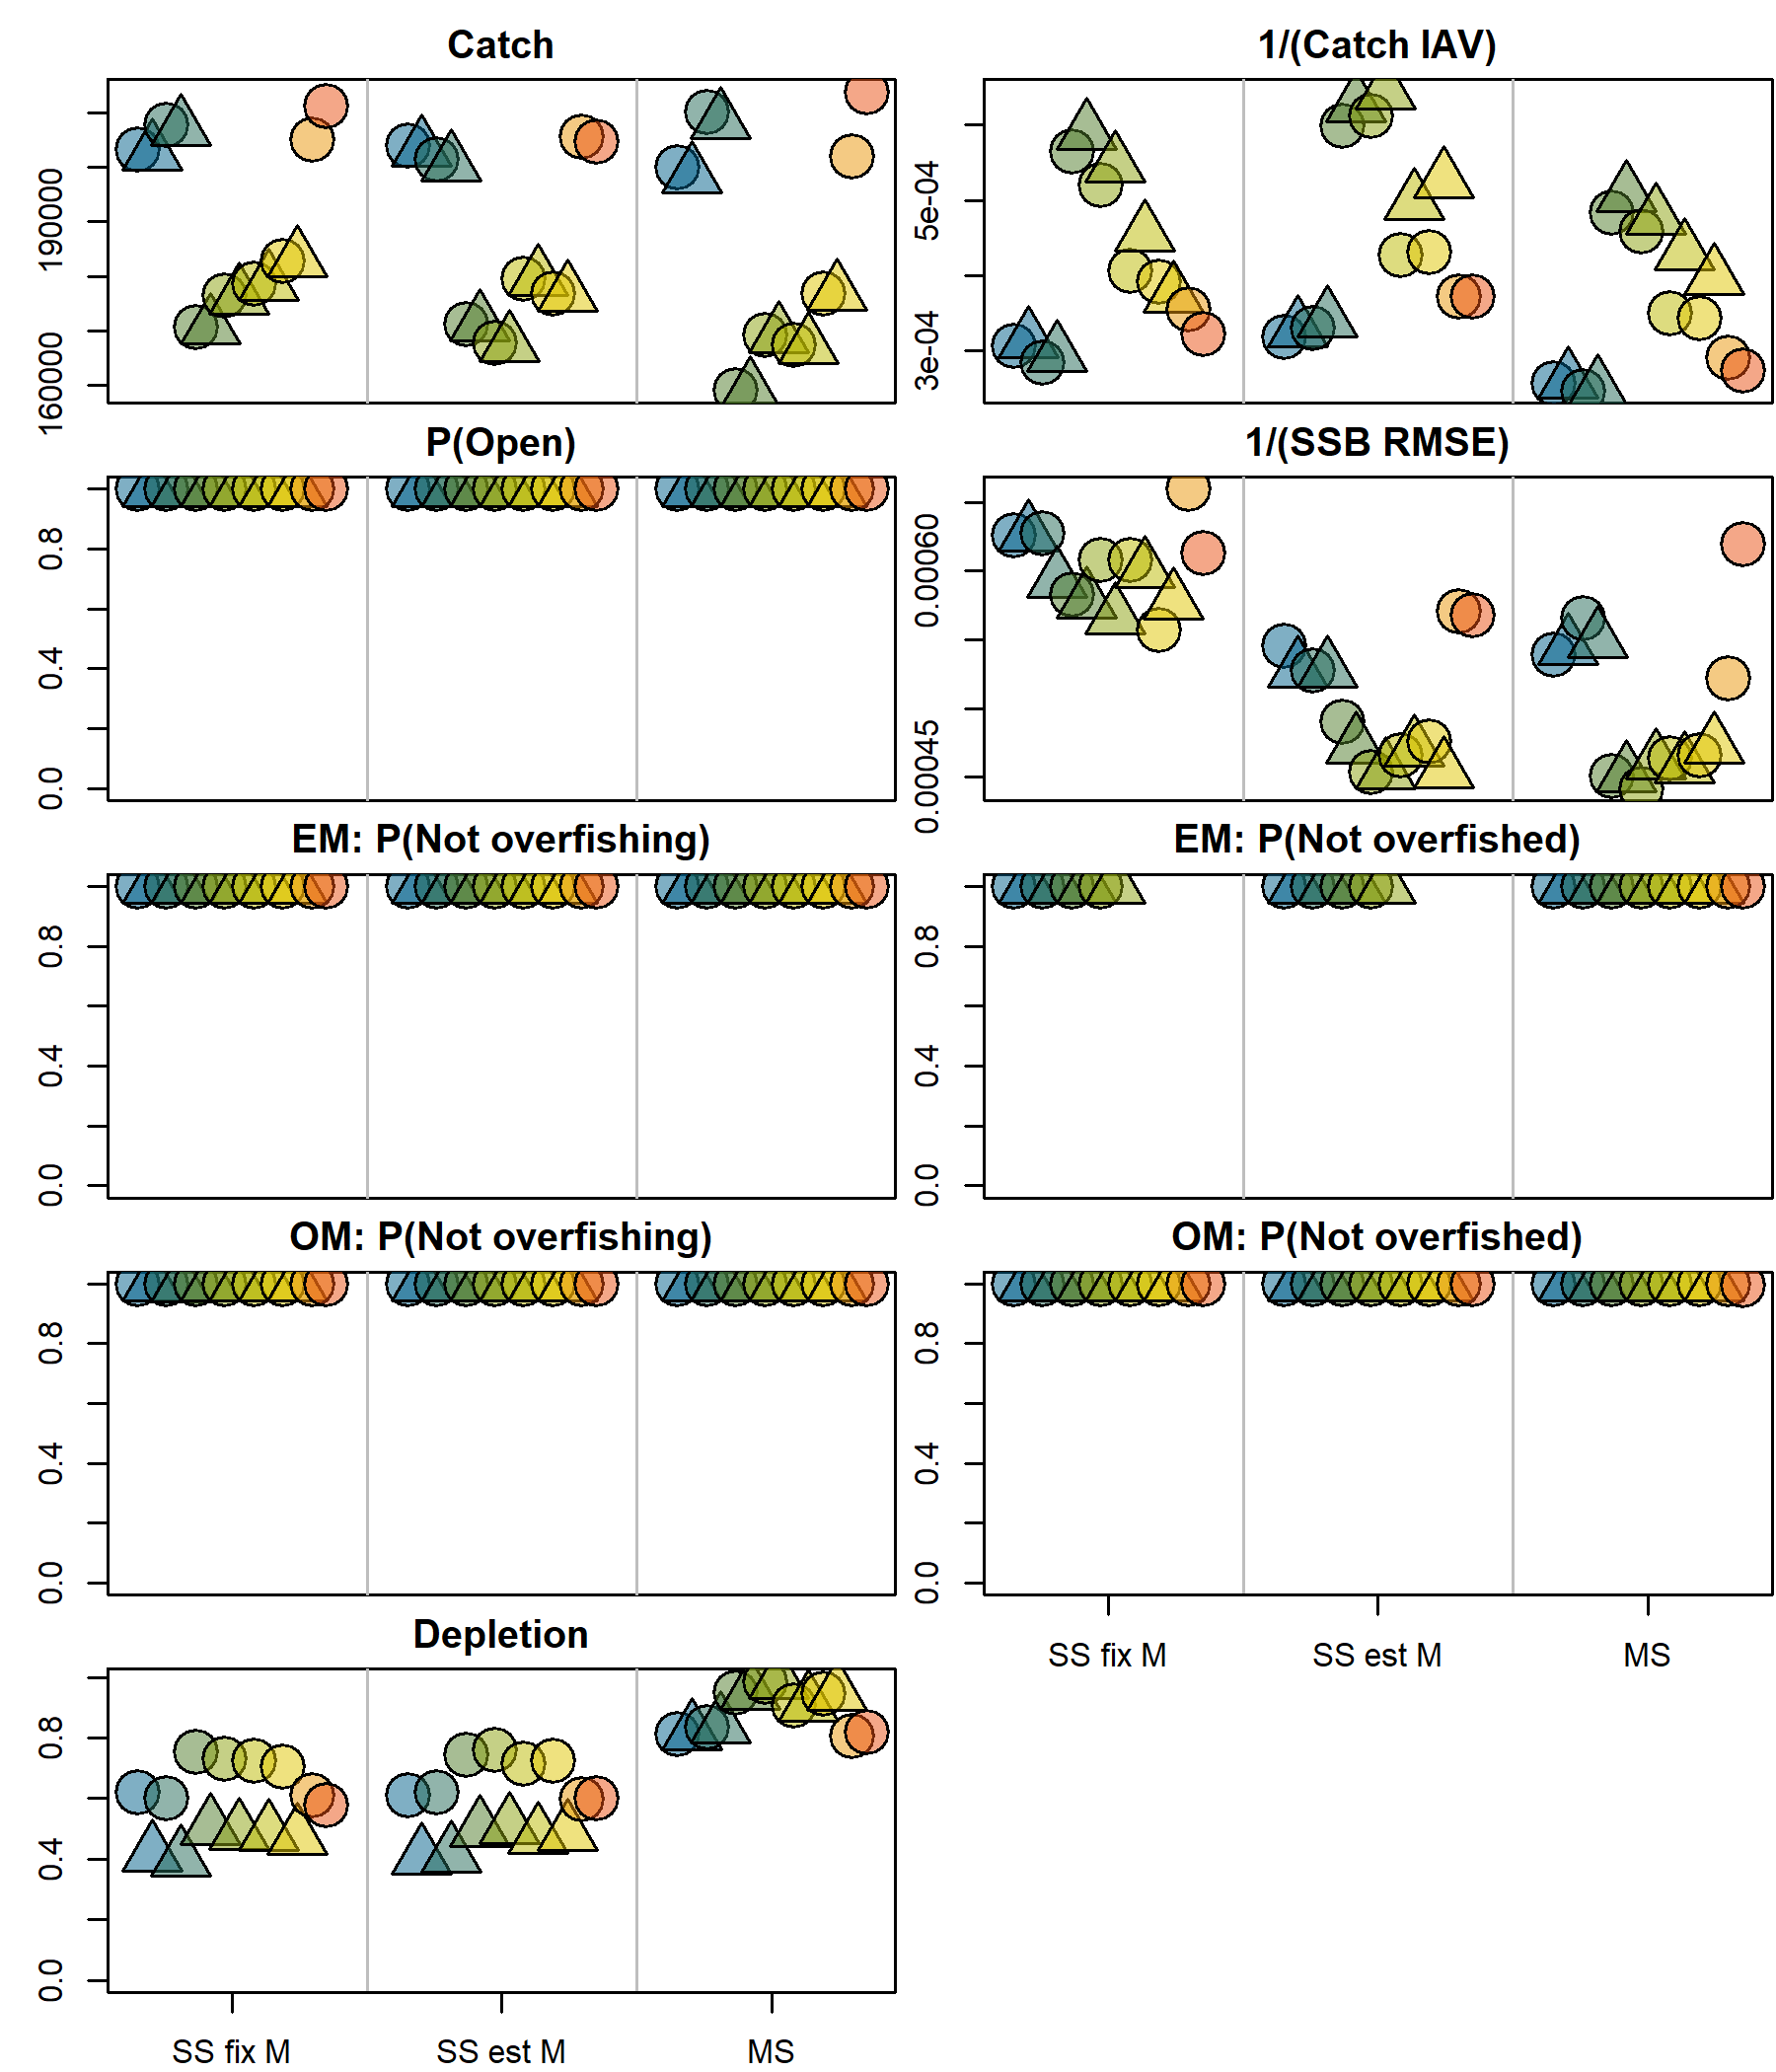 Catch
190000
160000
1/(Catch IAV)
5e-04
3e-04
P(Open)
0.8
0.4
0.0
1/(SSB RMSE)
0.00060
0.00045
EM: P(Not overfishing)
0.8
0.4
0.0
EM: P(Not overfished)
0.8
0.4
0.0
OM: P(Not overfishing)
0.8
0.4
0.0
OM: P(Not overfished)
0.8
0.4
0.0
SS fix M
SS est M
MS
Depletion
0.8
0.4
0.0
SS fix M
SS est M
MS